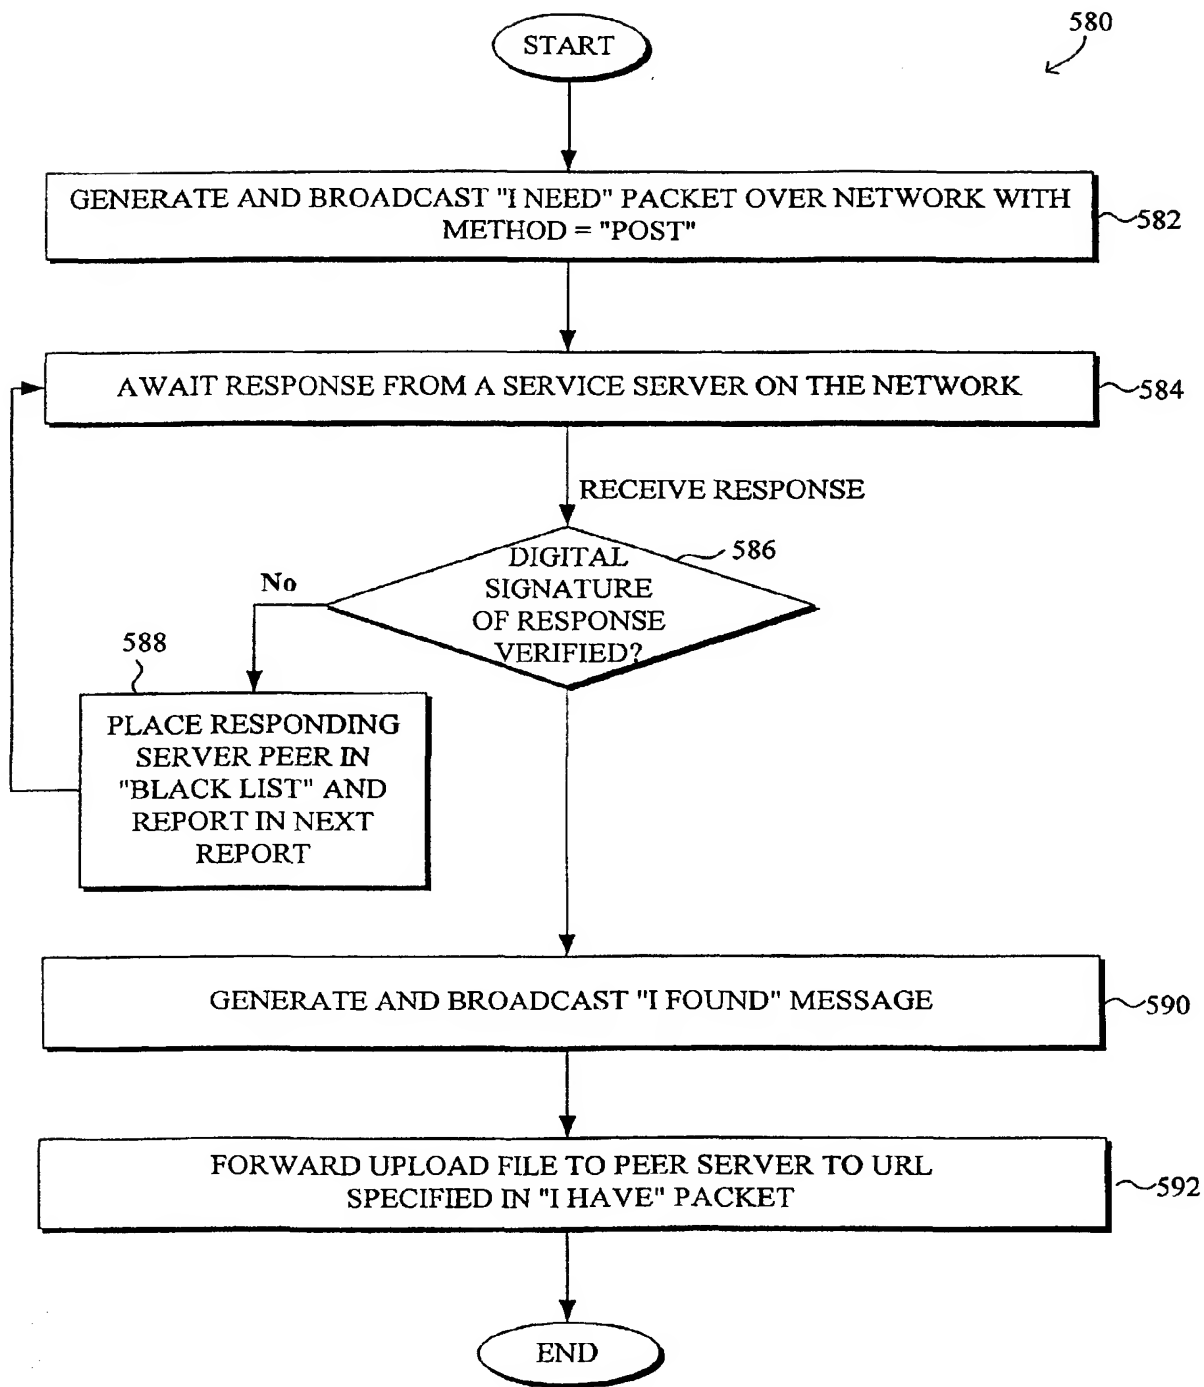 START
580
GENERATE AND BROADCAST "I NEED" PACKET OVER NETWORK WITH
METHOD = "POST"
582
AWAIT RESPONSE FROM A SERVICE SERVER ON THE NETWORK
584
RECEIVE RESPONSE
DIGITAL
SIGNATURE
OF RESPONSE
VERIFIED?
586
No
588
PLACE RESPONDING
SERVER PEER IN
"BLACK LIST" AND
REPORT IN NEXT
REPORT
GENERATE AND BROADCAST "I FOUND" MESSAGE
590
FORWARD UPLOAD FILE TO PEER SERVER TO URL
SPECIFIED IN "I HAVE" PACKET
592
END